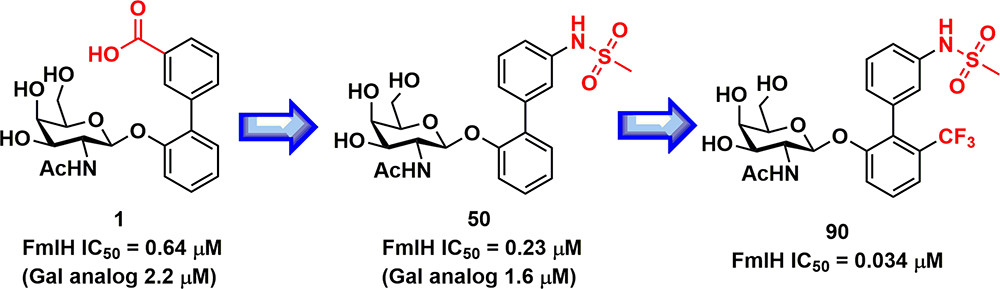 O
HO
HO
HO
HO
O
O
AcHN
1
FmlH IC50 = 0.64 μM
(Gal analog 2.2 μM)
H
N
O
S
O
HO
HO
HO
O
O
AcHN
50
FmlH IC50 = 0.23 μM
(Gal analog 1.6 μM)
H
N
O
S
O
HO
HO
HO
O
O
CF3
AcHN
90
FmlH IC50 = 0.034 μM